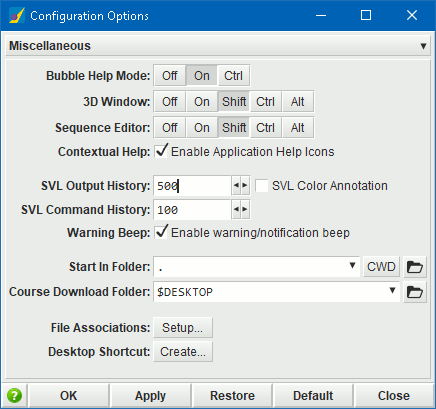 Configuration Options
Miscellaneous
Bubble Help Mode: Off On Ctrl
3D Window: Off On Shift Ctrl Alt
Sequence Editor: Off On Shift Ctrl Alt
Contextual Help: Enable Application Help Icons
SVL Output History: 500 SVL Color Annotation
SVL Command History: 100
Warning Beep: Enable warning/notification beep
Start In Folder: . CWD
Course Download Folder: $DESKTOP
File Associations: Setup...
Desktop Shortcut: Create...
? OK Apply Restore Default Close